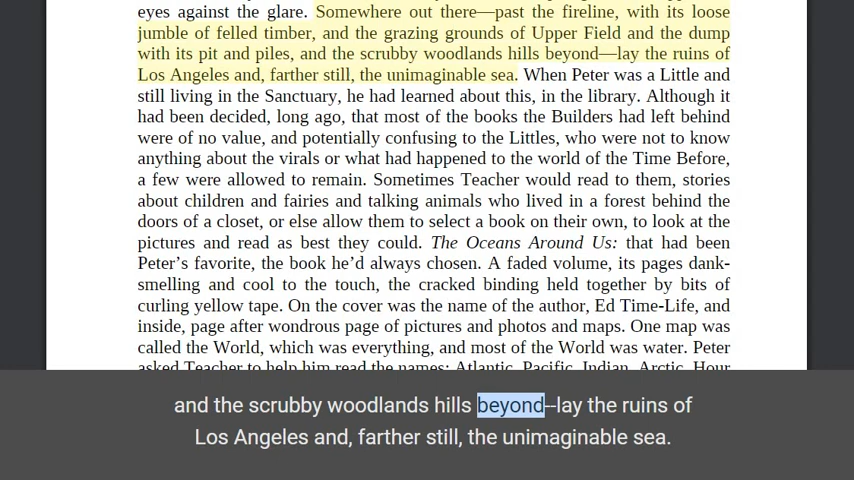 eyes against the glare. Somewhere out there—past the fireline, with its loose
jumble of felled timber, and the grazing grounds of Upper Field and the dump
with its pit and piles, and the scrubby woodlands hills beyond—lay the ruins of
Los Angeles and, farther still, the unimaginable sea. When Peter was a Little and
still living in the Sanctuary, he had learned about this, in the library. Although it
had been decided, long ago, that most of the books the Builders had left behind
were of no value, and potentially confusing to the Littles, who were not to know
anything about the virals or what had happened to the world of the Time Before,
a few were allowed to remain. Sometimes Teacher would read to them, stories
about children and fairies and talking animals who lived in a forest behind the
doors of a closet, or else allow them to select a book on their own, to look at the
pictures and read as best they could. The Oceans Around Us: that had been
Peter’s favorite, the book he’d always chosen. A faded volume, its pages dank-
smelling and cool to the touch, the cracked binding held together by bits of
curling yellow tape. On the cover was the name of the author, Ed Time-Life, and
inside, page after wondrous page of pictures and photos and maps. One map was
called the World, which was everything, and most of the World was water. Peter
asked Teacher to help him read the names: Atlantic, Pacific, Indian, Arctic. Hour
and the scrubby woodlands hills beyond--lay the ruins of
Los Angeles and, farther still, the unimaginable sea.